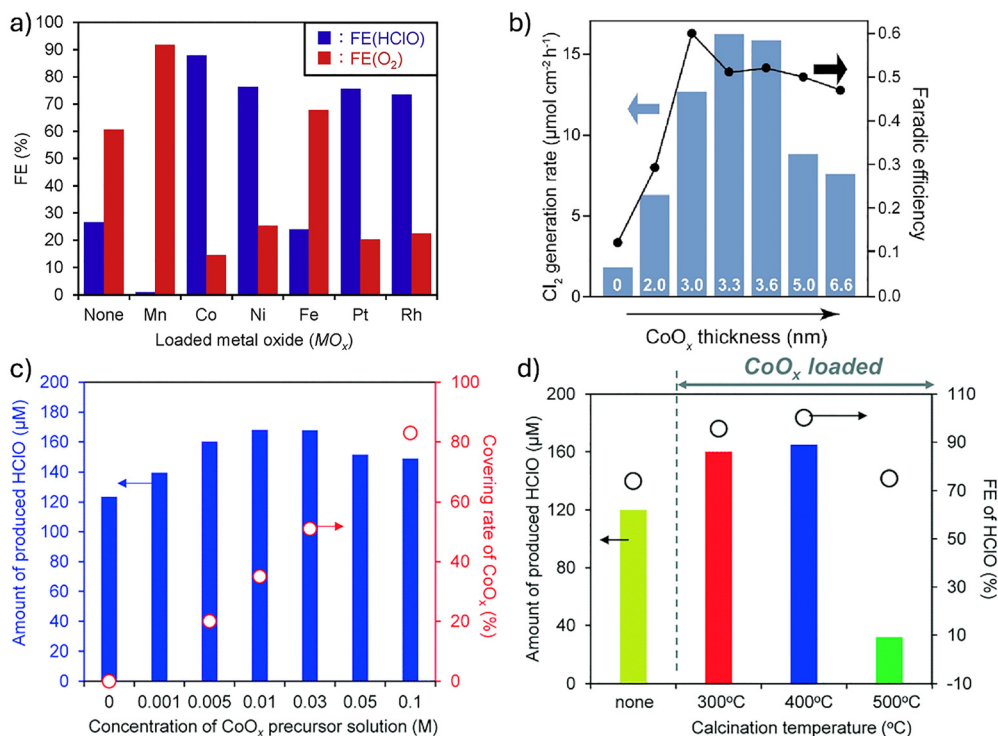 a)
100
90
80
70
60
50
40
30
20
10
0
FE (%)
: FE(HClO)
: FE(O₂)
None Mn Co Ni Fe Pt Rh
Loaded metal oxide (MOₓ)
b)
15
10
5
0
Cl₂ generation rate (µmol cm⁻² h⁻¹)
0.6
0.5
0.4
0.3
0.2
0.1
0.0
Faradic efficiency
0 2.0 3.0 3.3 3.6 5.0 6.6
CoOₓ thickness (nm)
c)
200
180
160
140
120
100
80
60
40
20
0
Amount of produced HClO (µM)
100
80
60
40
20
0
Covering rate of CoOₓ (%)
0 0.001 0.005 0.01 0.03 0.05 0.1
Concentration of CoOₓ precursor solution (M)
d)
CoOₓ loaded
200
160
120
80
40
0
Amount of produced HClO (µM)
110
90
70
50
30
10
-10
FE of HClO (%)
none 300ºC 400ºC 500ºC
Calcination temperature (ºC)